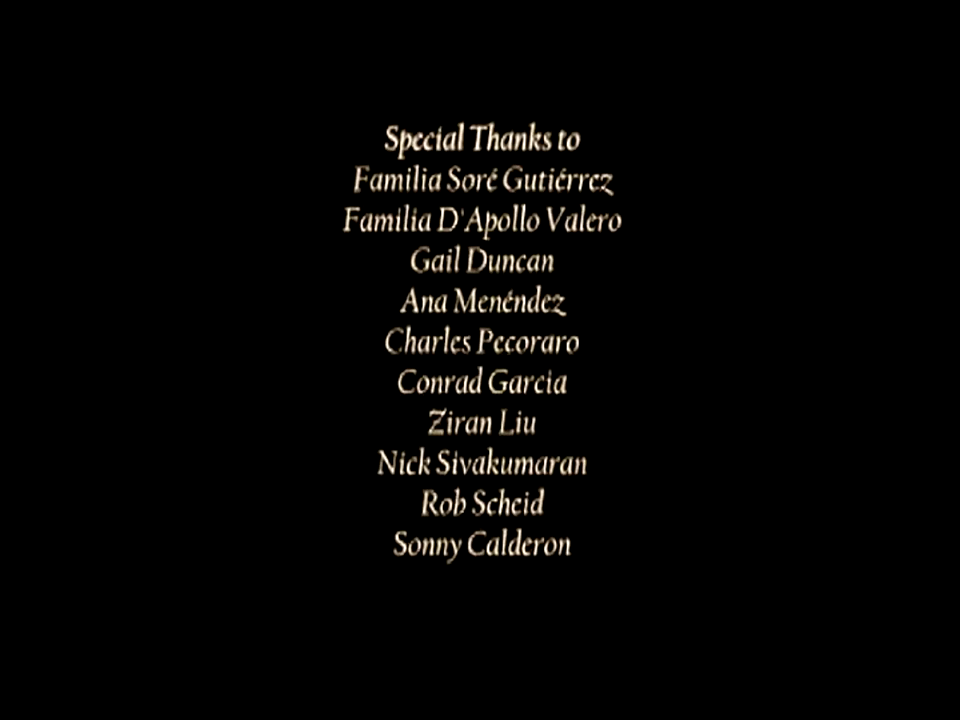 Special Thanks to
Familia Soré Gutiérrez
Familia D'Apollo Valero
Gail Duncan
Ana Menéndez
Charles Pecoraro
Conrad Garcia
Ziran Liu
Nick Sivakumaran
Rob Scheid
Sonny Calderon